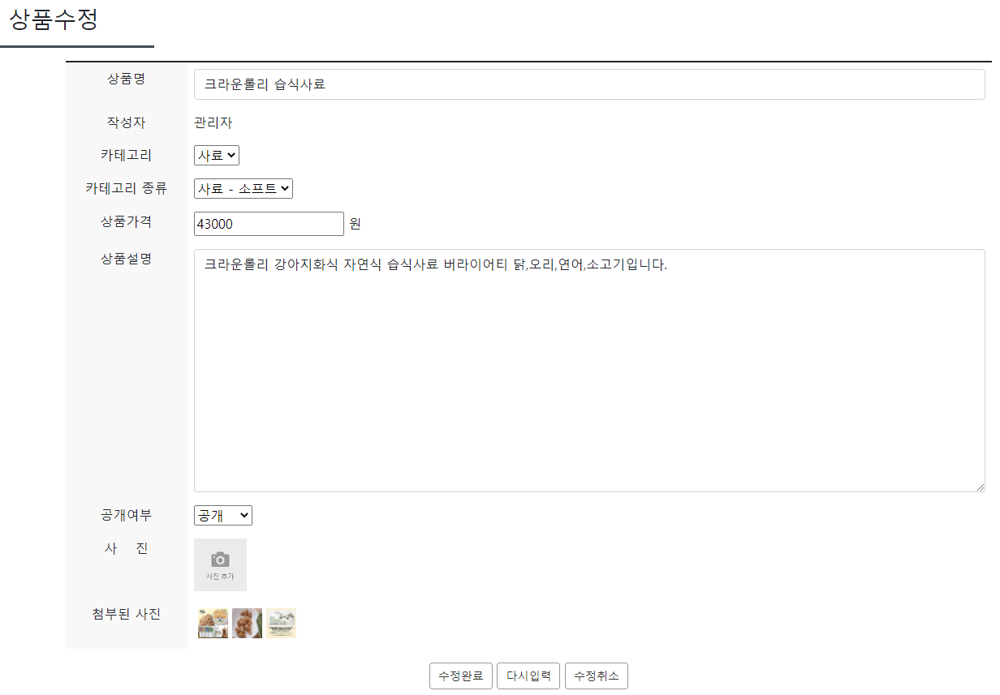 상품수정
상품명 크라운롤리 습식사료
작성자 관리자
카테고리 사료
카테고리 종류 사료 - 소프트
상품가격 43000 원
상품설명 크라운롤리 강아지화식 자연식 습식사료 버라이어티 닭,오리,연어,소고기입니다.
공개여부 공개
사 진 사진 추가
첨부된 사진
수정완료 다시입력 수정취소